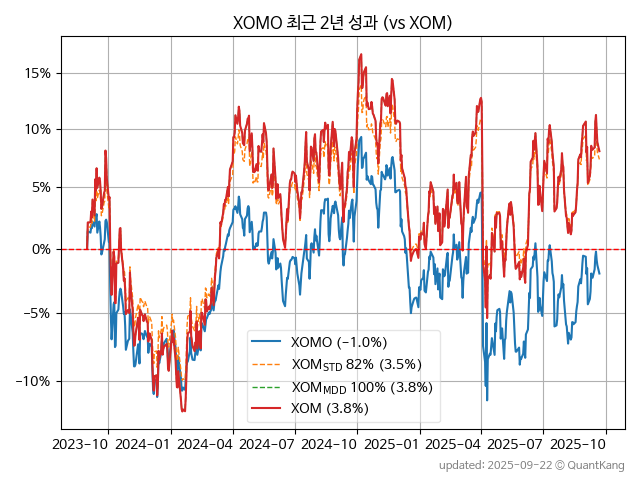 XOMO 최근 2년 성과 (vs XOM)
15%
10%
5%
0%
−5%
−10%
XOMO (−1.0%)
XOM_STD 82% (3.5%)
XOM_MDD 100% (3.8%)
XOM (3.8%)
2023-10 2024-01 2024-04 2024-07 2024-10 2025-01 2025-04 2025-07 2025-10
updated: 2025-09-22 © QuantKang